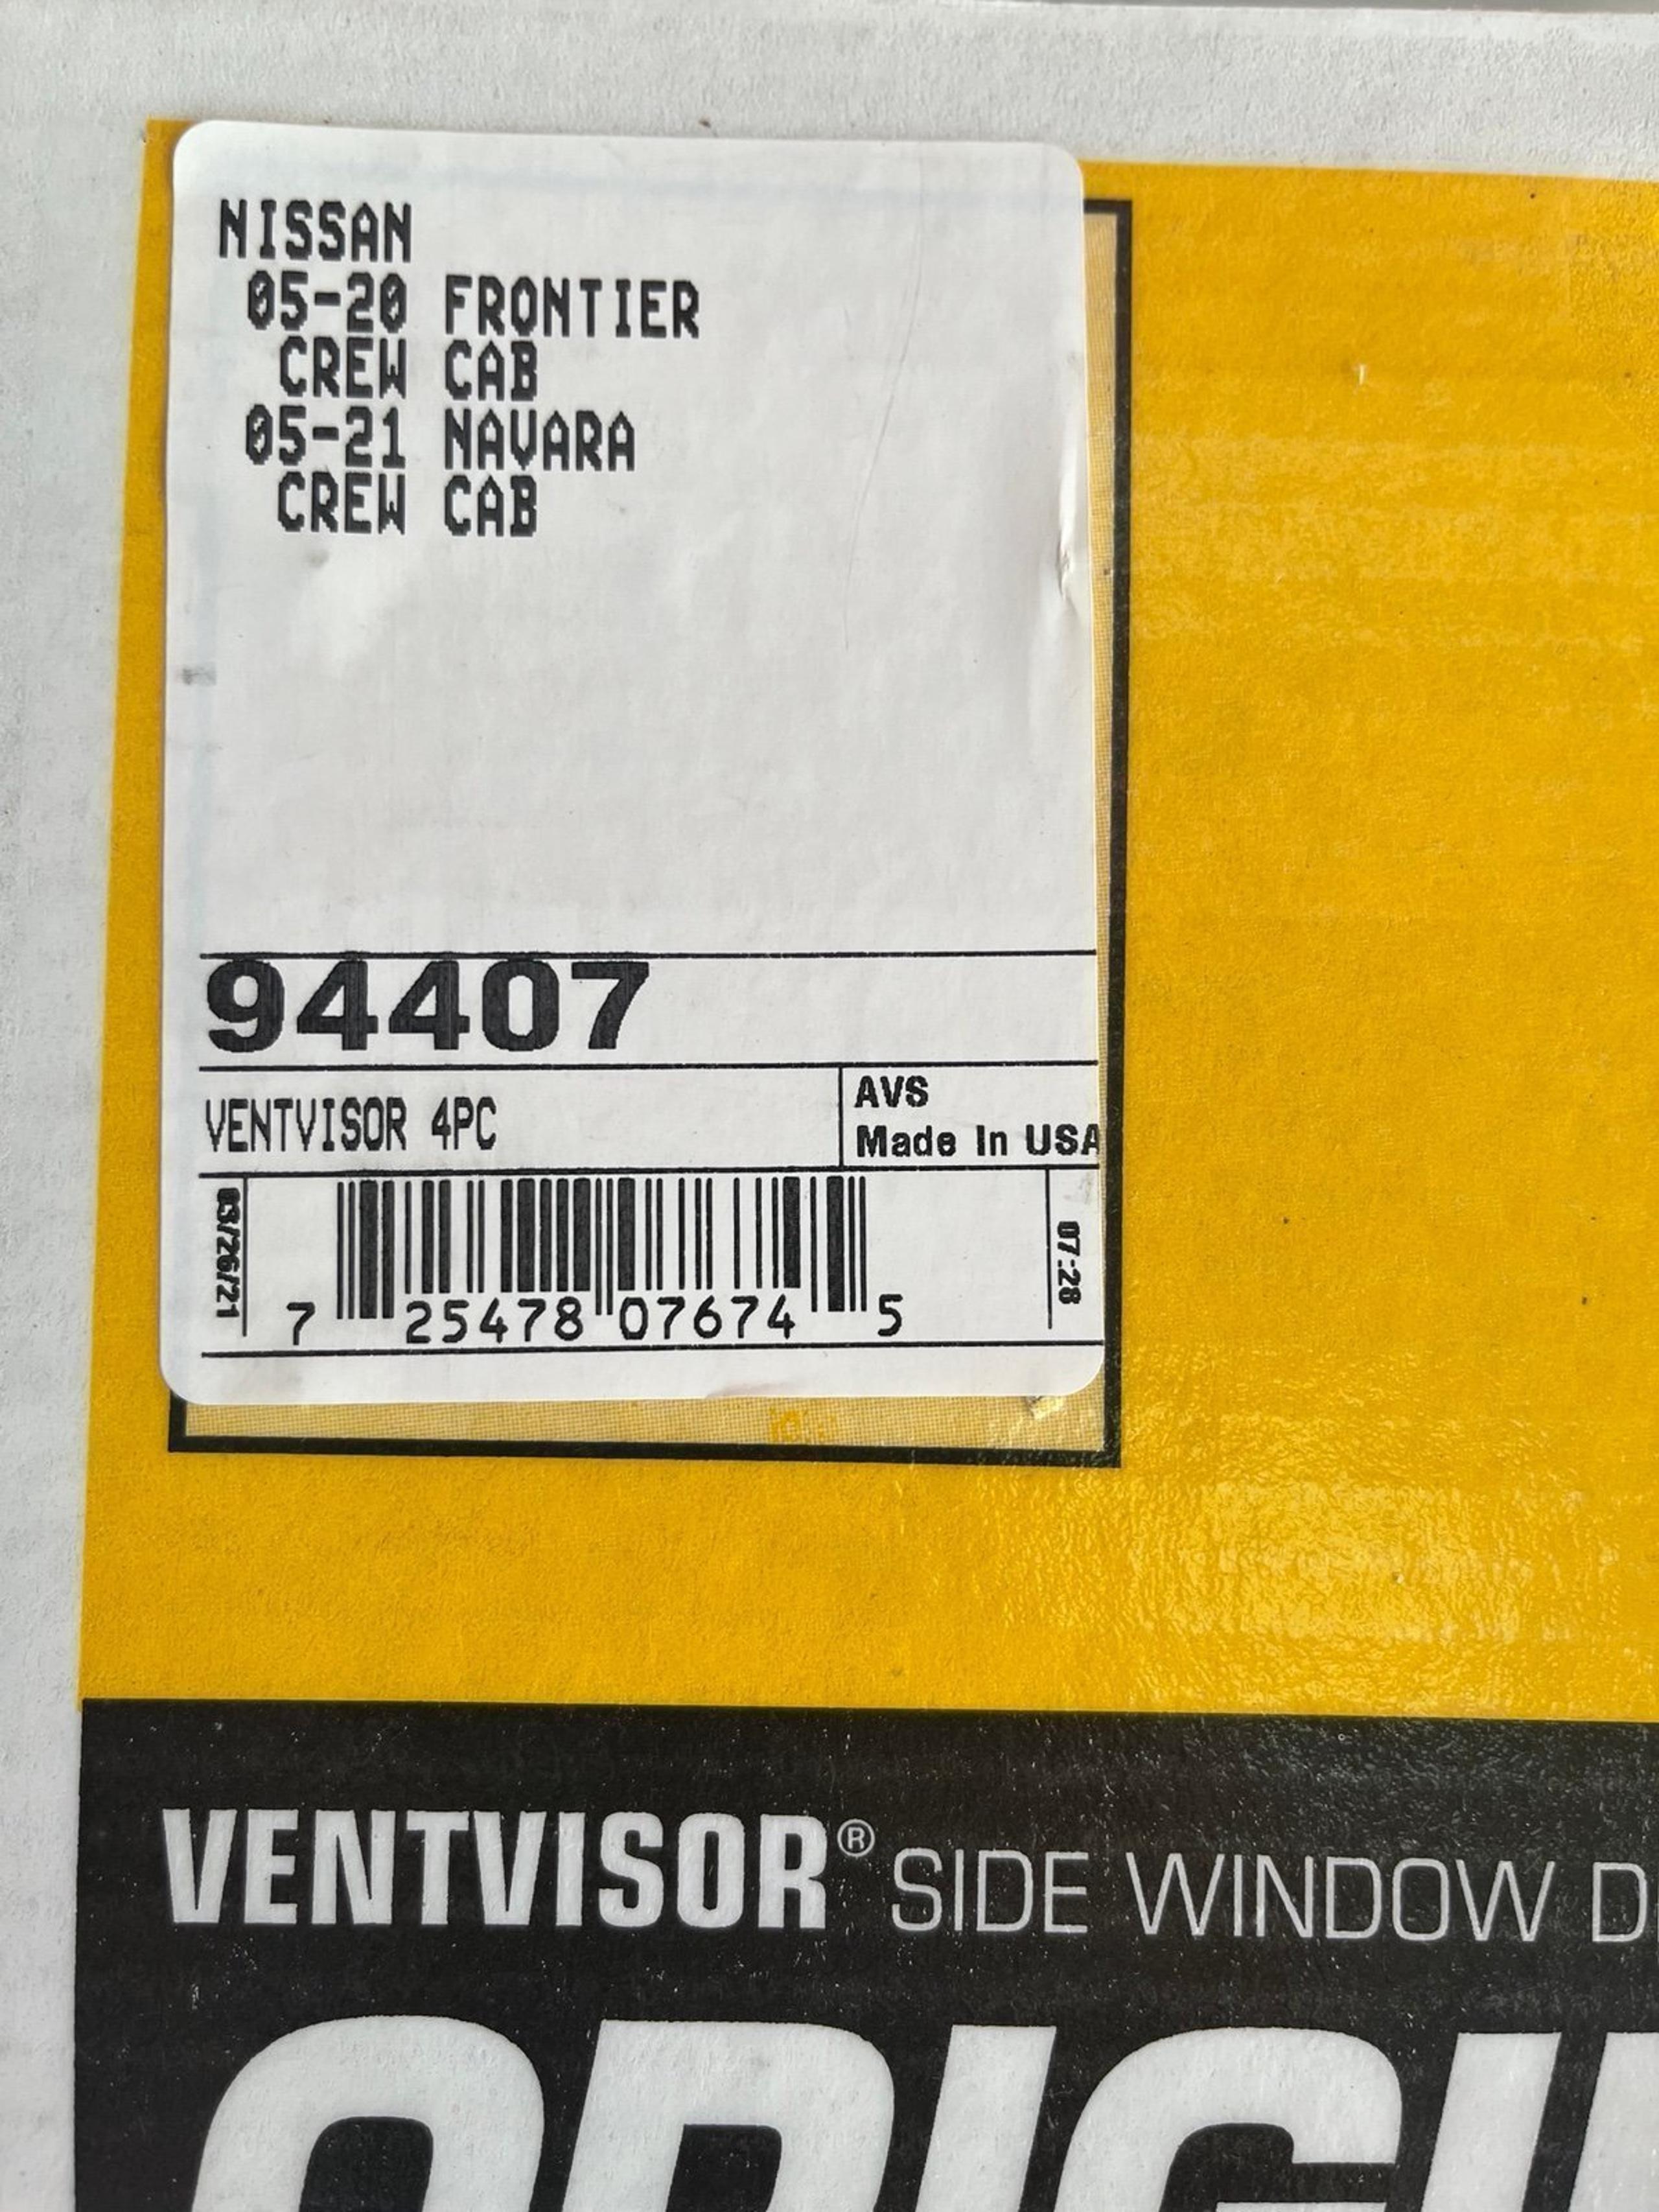 NISSAN
05-20 FRONTIER
CREW CAB
05-21 NAVARA
CREW CAB
94407
VENTVISOR 4PC
AVS
Made In USA
03/26/21
07:28
7 25478 07674 5
VENTVISOR® SIDE WINDOW